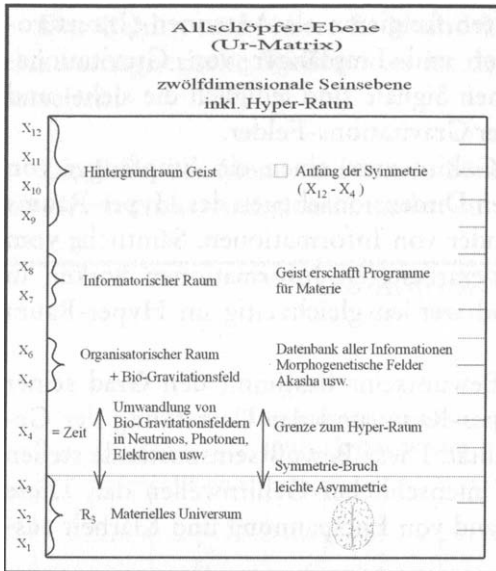 Allschöpfer-Ebene
(Ur-Matrix)
zwölfdimensionale Seinsebene
inkl. Hyper-Raum
X₁₂
X₁₁
X₁₀
X₉
Hintergrundraum Geist
Anfang der Symmetrie
(X₁₂ - X₄)
X₈
X₇
Informatorischer Raum
Geist erschafft Programme
für Materie
X₆
X₅
Organisatorischer Raum
+ Bio-Gravitationsfeld
Datenbank aller Informationen
Morphogenetische Felder
Akasha usw.
X₄ = Zeit
Umwandlung von
Bio-Gravitationsfeldern
in Neutrinos, Photonen,
Elektronen usw.
Grenze zum Hyper-Raum
Symmetrie-Bruch
leichte Asymmetrie
X₃
X₂
X₁
R₃ Materielles Universum